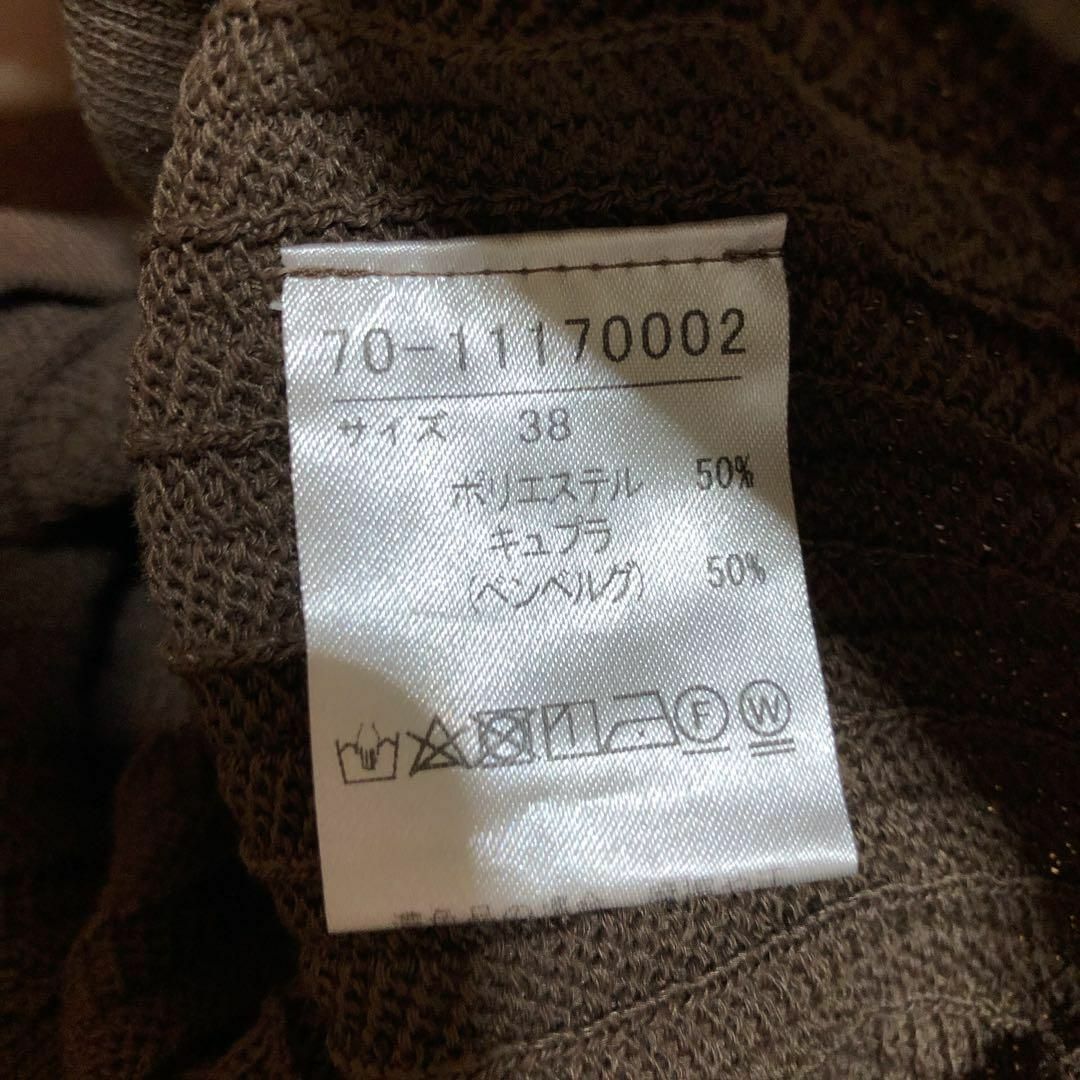 70-11170002
サイズ 38
ポリエステル 50%
キュプラ
(ベンベルグ) 50%
F W